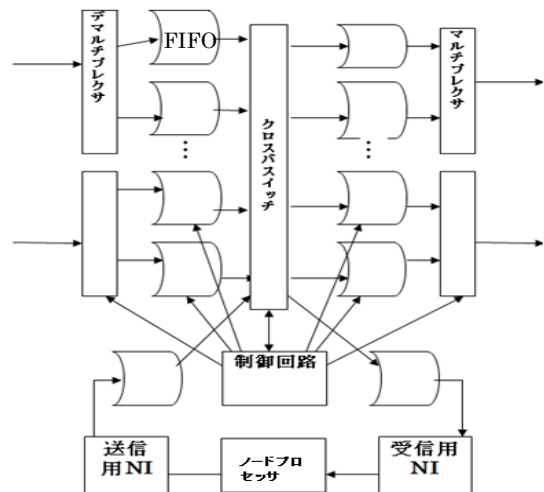 デマルチプレクサ
FIFO
クロスバスイッチ
マルチプレクサ
…
…
制御回路
送信
用NI
ノードプロ
セッサ
受信用
NI